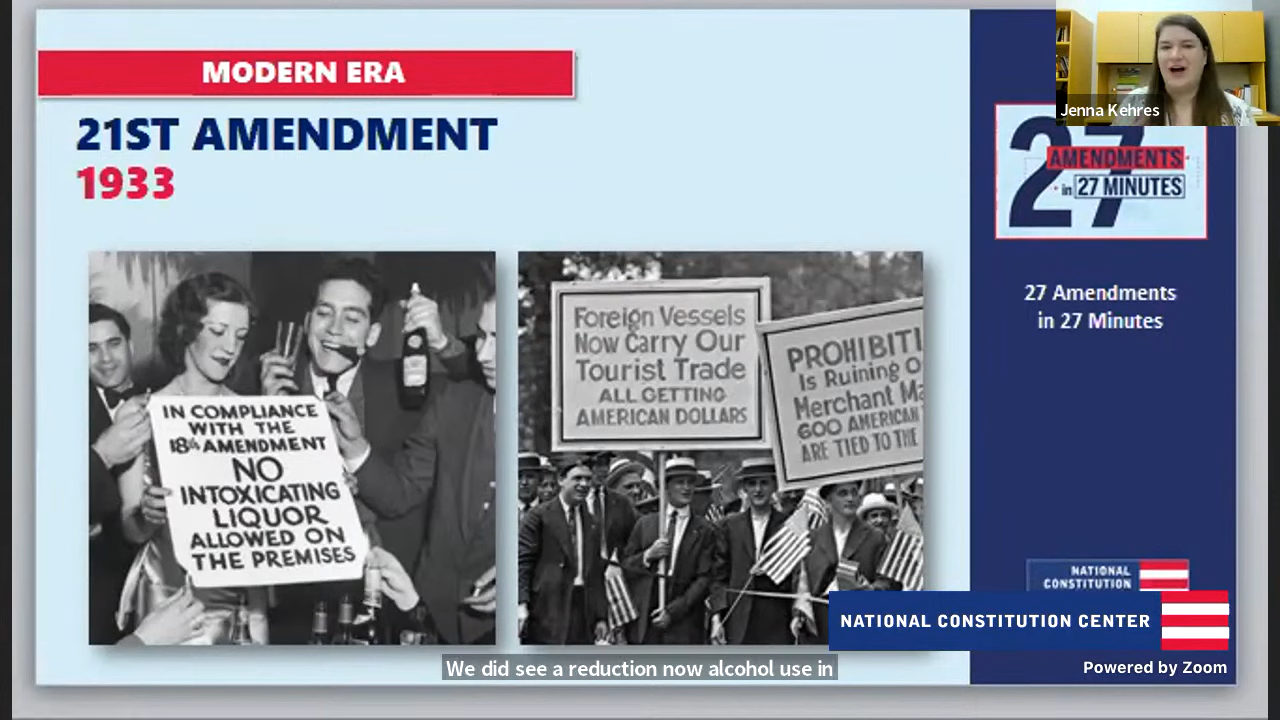 MODERN ERA
21ST AMENDMENT
1933
IN COMPLIANCE
WITH THE
18th AMENDMENT
NO
INTOXICATING
LIQUOR
ALLOWED ON
THE PREMISES
Foreign Vessels
Now Carry Our
Tourist Trade
ALL GETTING
AMERICAN DOLLARS
PROHIBITI
Is Ruining O
Merchant Ma
600 AMERICAN
ARE TIED TO THE
Jenna Kehres
27
AMENDMENTS
in 27 MINUTES
27 Amendments
in 27 Minutes
NATIONAL
CONSTITUTION
NATIONAL CONSTITUTION CENTER
Powered by Zoom
We did see a reduction now alcohol use in